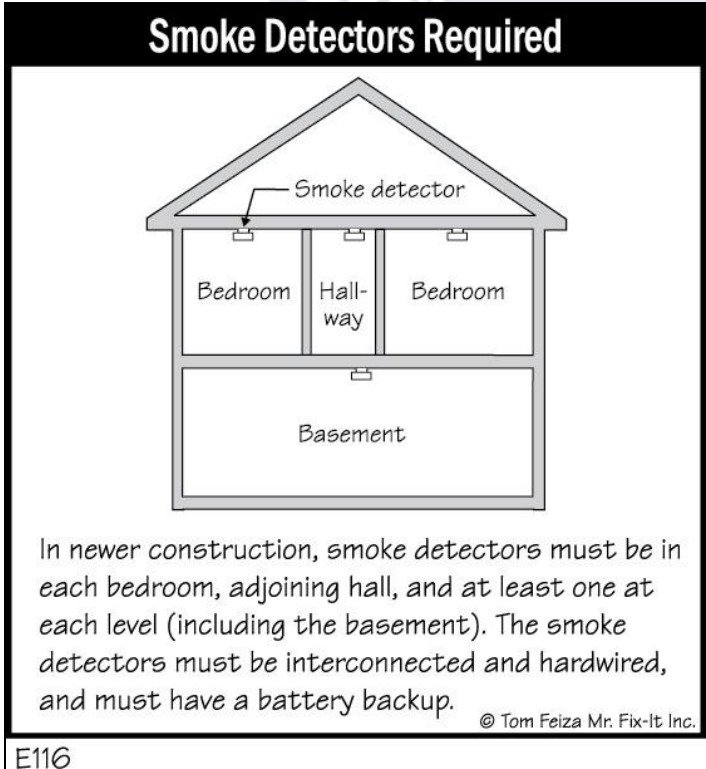 Smoke Detectors Required
Smoke detector
Bedroom
Hall-
way
Bedroom
Basement
In newer construction, smoke detectors must be in
each bedroom, adjoining hall, and at least one at
each level (including the basement). The smoke
detectors must be interconnected and hardwired,
and must have a battery backup.
© Tom Feiza Mr. Fix-It Inc.
E116